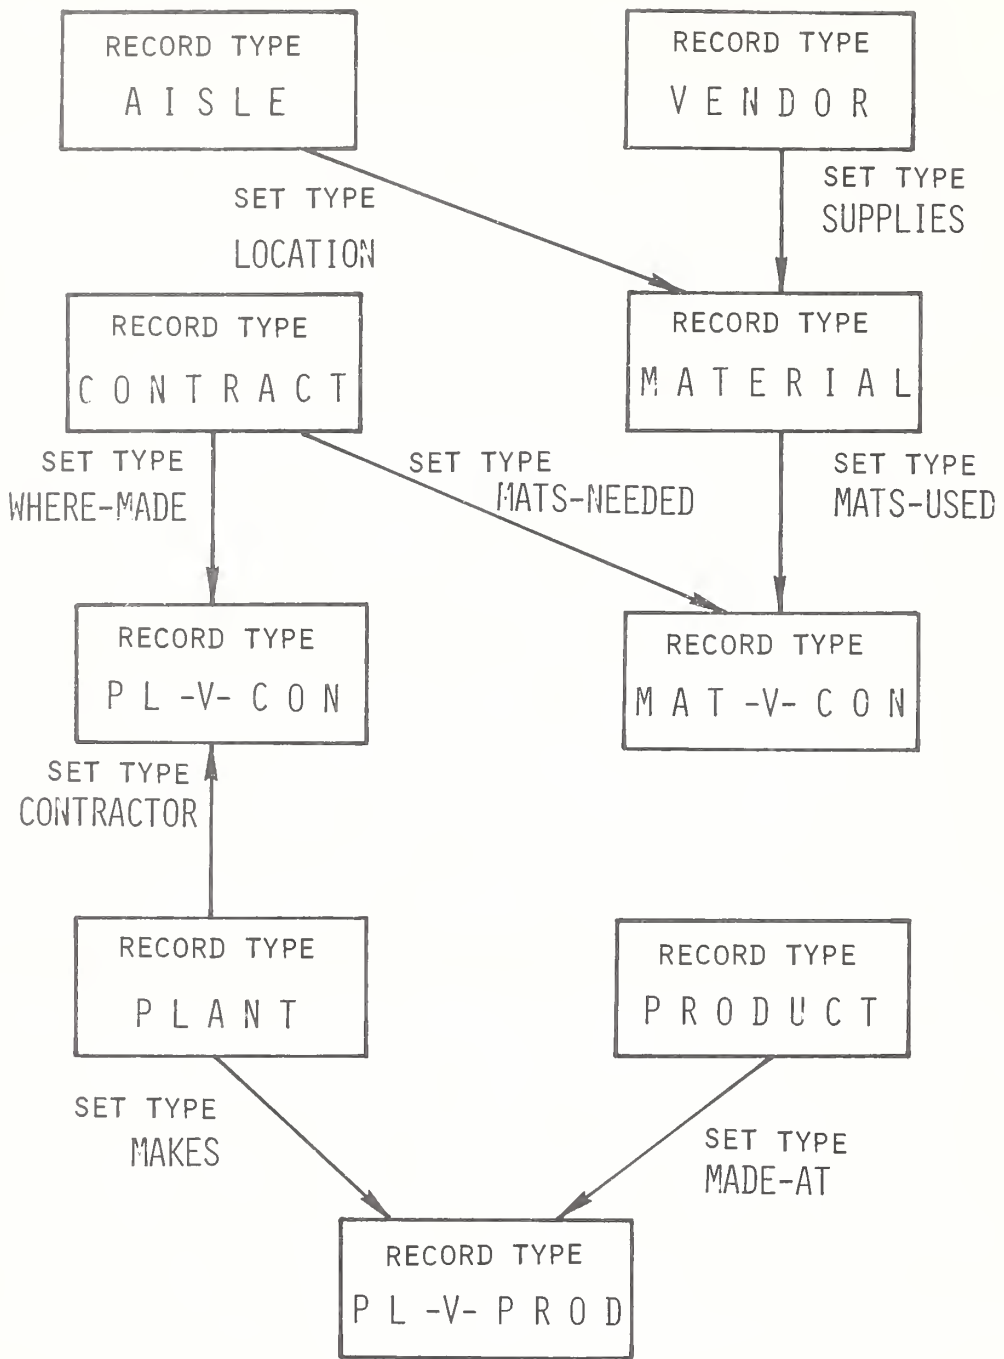 RECORD TYPE
AISLE
RECORD TYPE
VENDOR
SET TYPE
LOCATION
SET TYPE
SUPPLIES
RECORD TYPE
CONTRACT
RECORD TYPE
MATERIAL
SET TYPE
WHERE-MADE
SET TYPE
MATS-NEEDED
SET TYPE
MATS-USED
RECORD TYPE
PL-V-CON
RECORD TYPE
MAT-V-CON
SET TYPE
CONTRACTOR
RECORD TYPE
PLANT
RECORD TYPE
PRODUCT
SET TYPE
MAKES
SET TYPE
MADE-AT
RECORD TYPE
PL-V-PROD